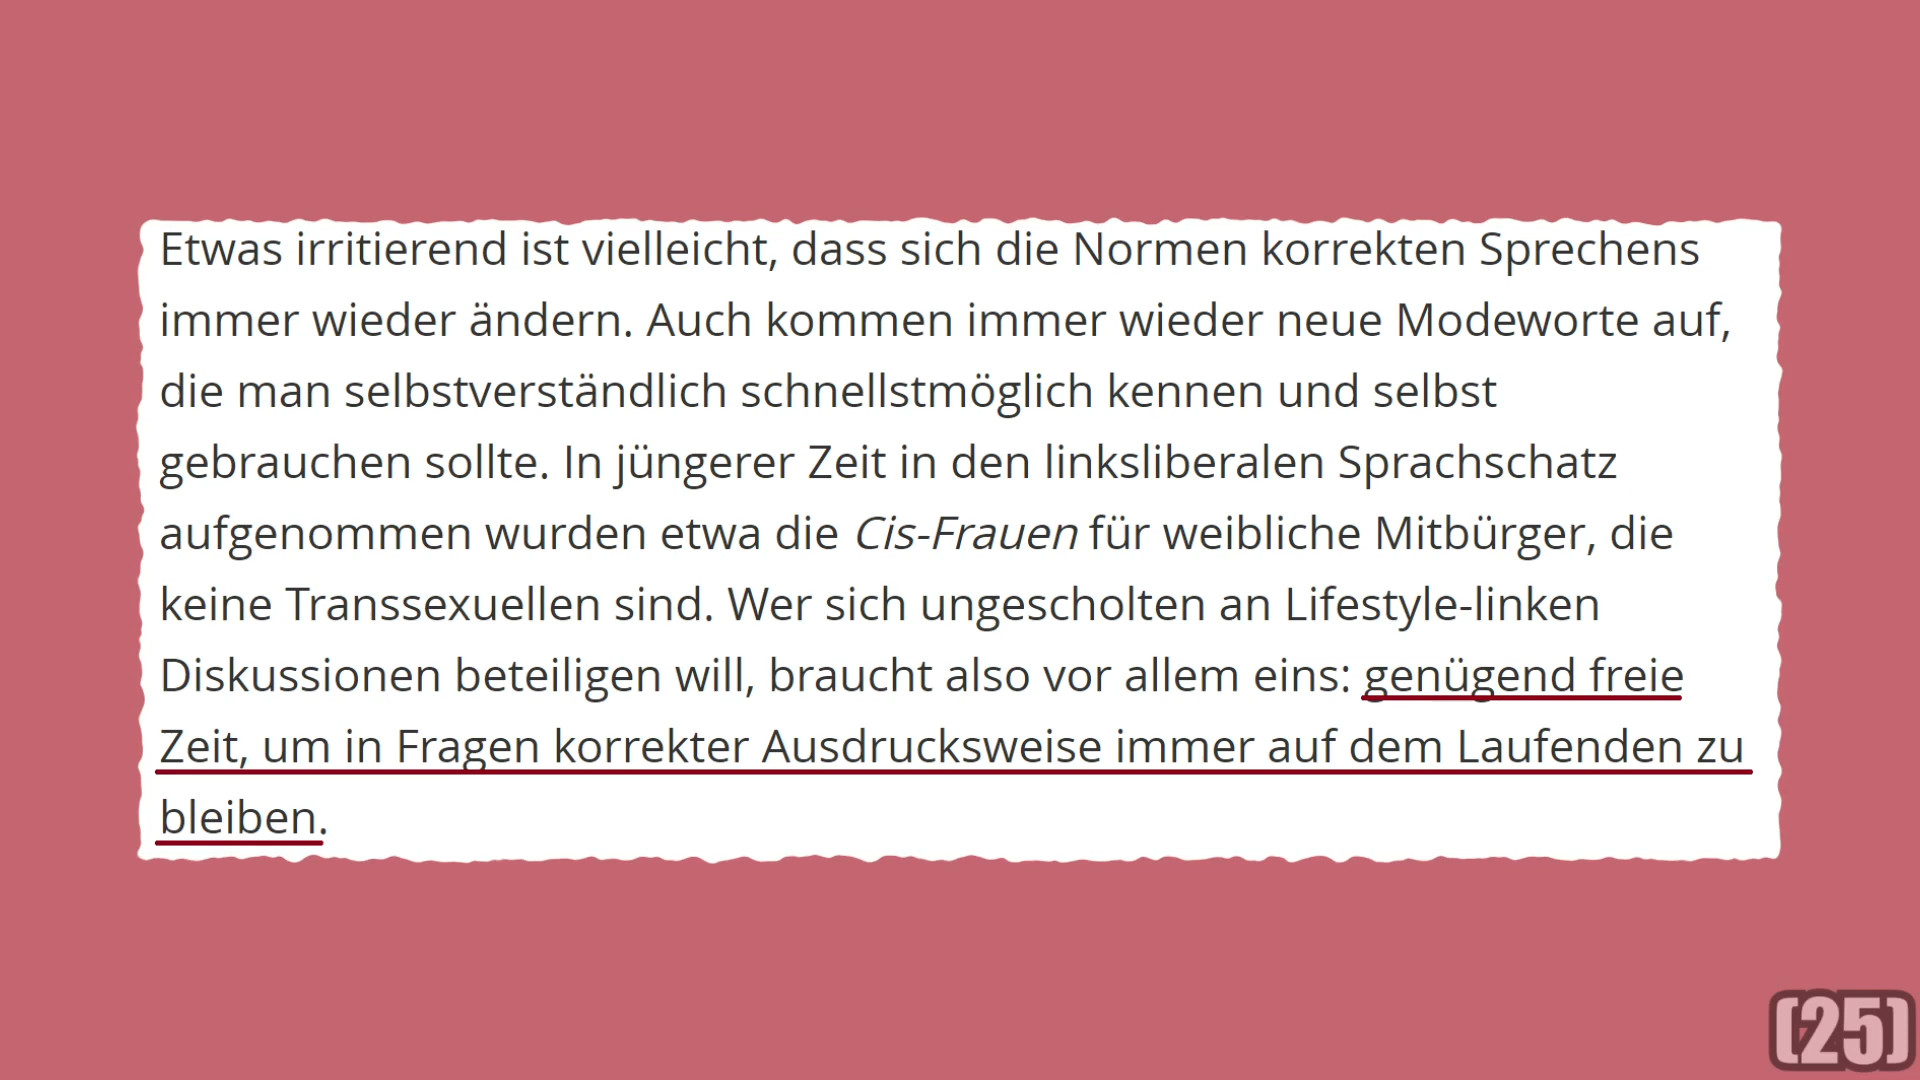 Etwas irritierend ist vielleicht, dass sich die Normen korrekten Sprechens
immer wieder ändern. Auch kommen immer wieder neue Modeworte auf,
die man selbstverständlich schnellstmöglich kennen und selbst
gebrauchen sollte. In jüngerer Zeit in den linksliberalen Sprachschatz
aufgenommen wurden etwa die Cis-Frauen für weibliche Mitbürger, die
keine Transsexuellen sind. Wer sich ungescholten an Lifestyle-linken
Diskussionen beteiligen will, braucht also vor allem eins: genügend freie
Zeit, um in Fragen korrekter Ausdrucksweise immer auf dem Laufenden zu
bleiben.
(25)